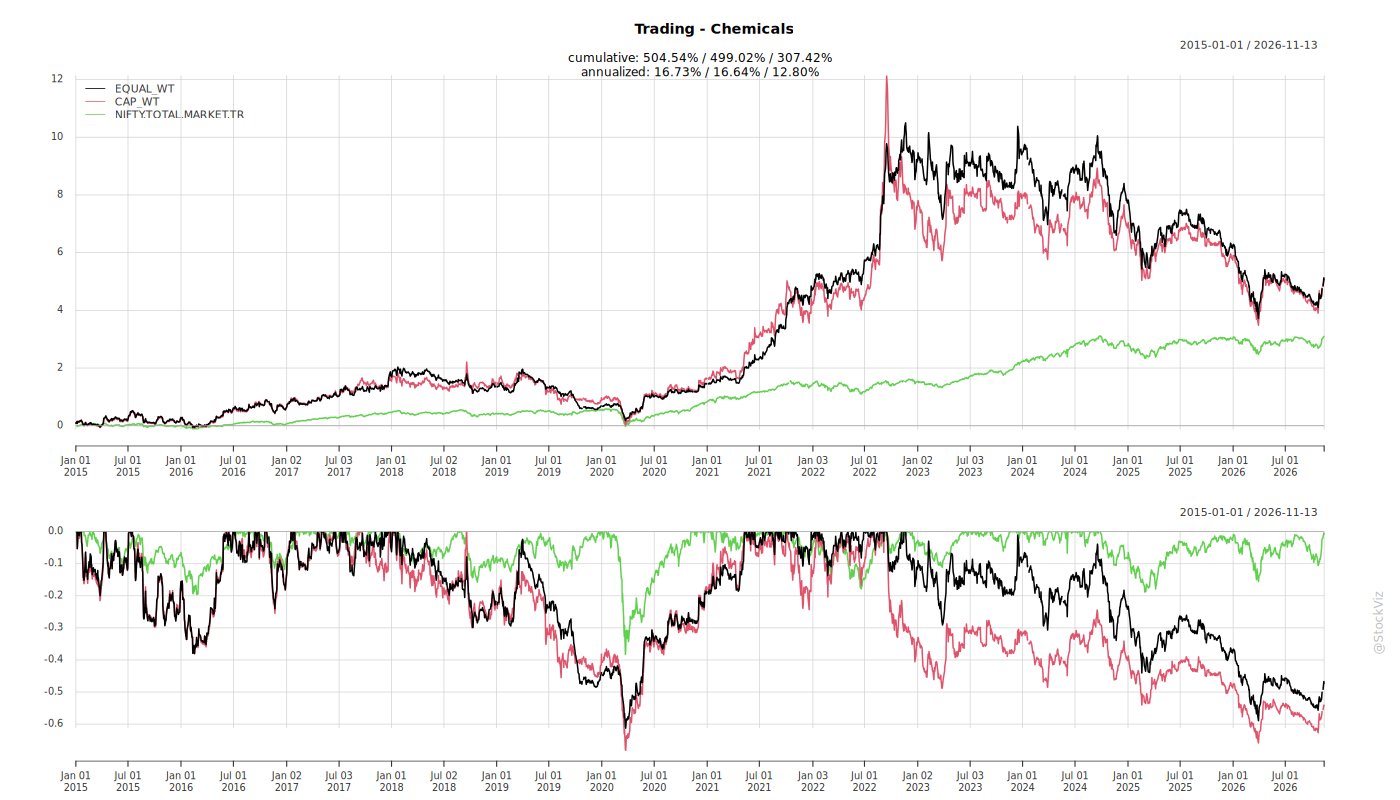 Trading - Chemicals
2015-01-01 / 2026-11-13
cumulative: 504.54% / 499.02% / 307.42%
annualized: 16.73% / 16.64% / 12.80%
EQUAL_WT
CAP_WT
NIFTY.TOTAL.MARKET.TR
12
10
8
6
4
2
0
Jan 01 Jul 01 Jan 01 Jul 01 Jan 02 Jul 03 Jan 01 Jul 02 Jan 01 Jul 01 Jan 01 Jul 01 Jan 01 Jul 01 Jan 03 Jul 01 Jan 02 Jul 03 Jan 01 Jul 01 Jan 01 Jul 01 Jan 01 Jul 01
2015 2015 2016 2016 2017 2017 2018 2018 2019 2019 2020 2020 2021 2021 2022 2022 2023 2023 2024 2024 2025 2025 2026 2026
2015-01-01 / 2026-11-13
0.0
-0.1
-0.2
-0.3
-0.4
-0.5
-0.6
Jan 01 Jul 01 Jan 01 Jul 01 Jan 02 Jul 03 Jan 01 Jul 02 Jan 01 Jul 01 Jan 01 Jul 01 Jan 01 Jul 01 Jan 03 Jul 01 Jan 02 Jul 03 Jan 01 Jul 01 Jan 01 Jul 01 Jan 01 Jul 01
2015 2015 2016 2016 2017 2017 2018 2018 2019 2019 2020 2020 2021 2021 2022 2022 2023 2023 2024 2024 2025 2025 2026 2026
@StockViz